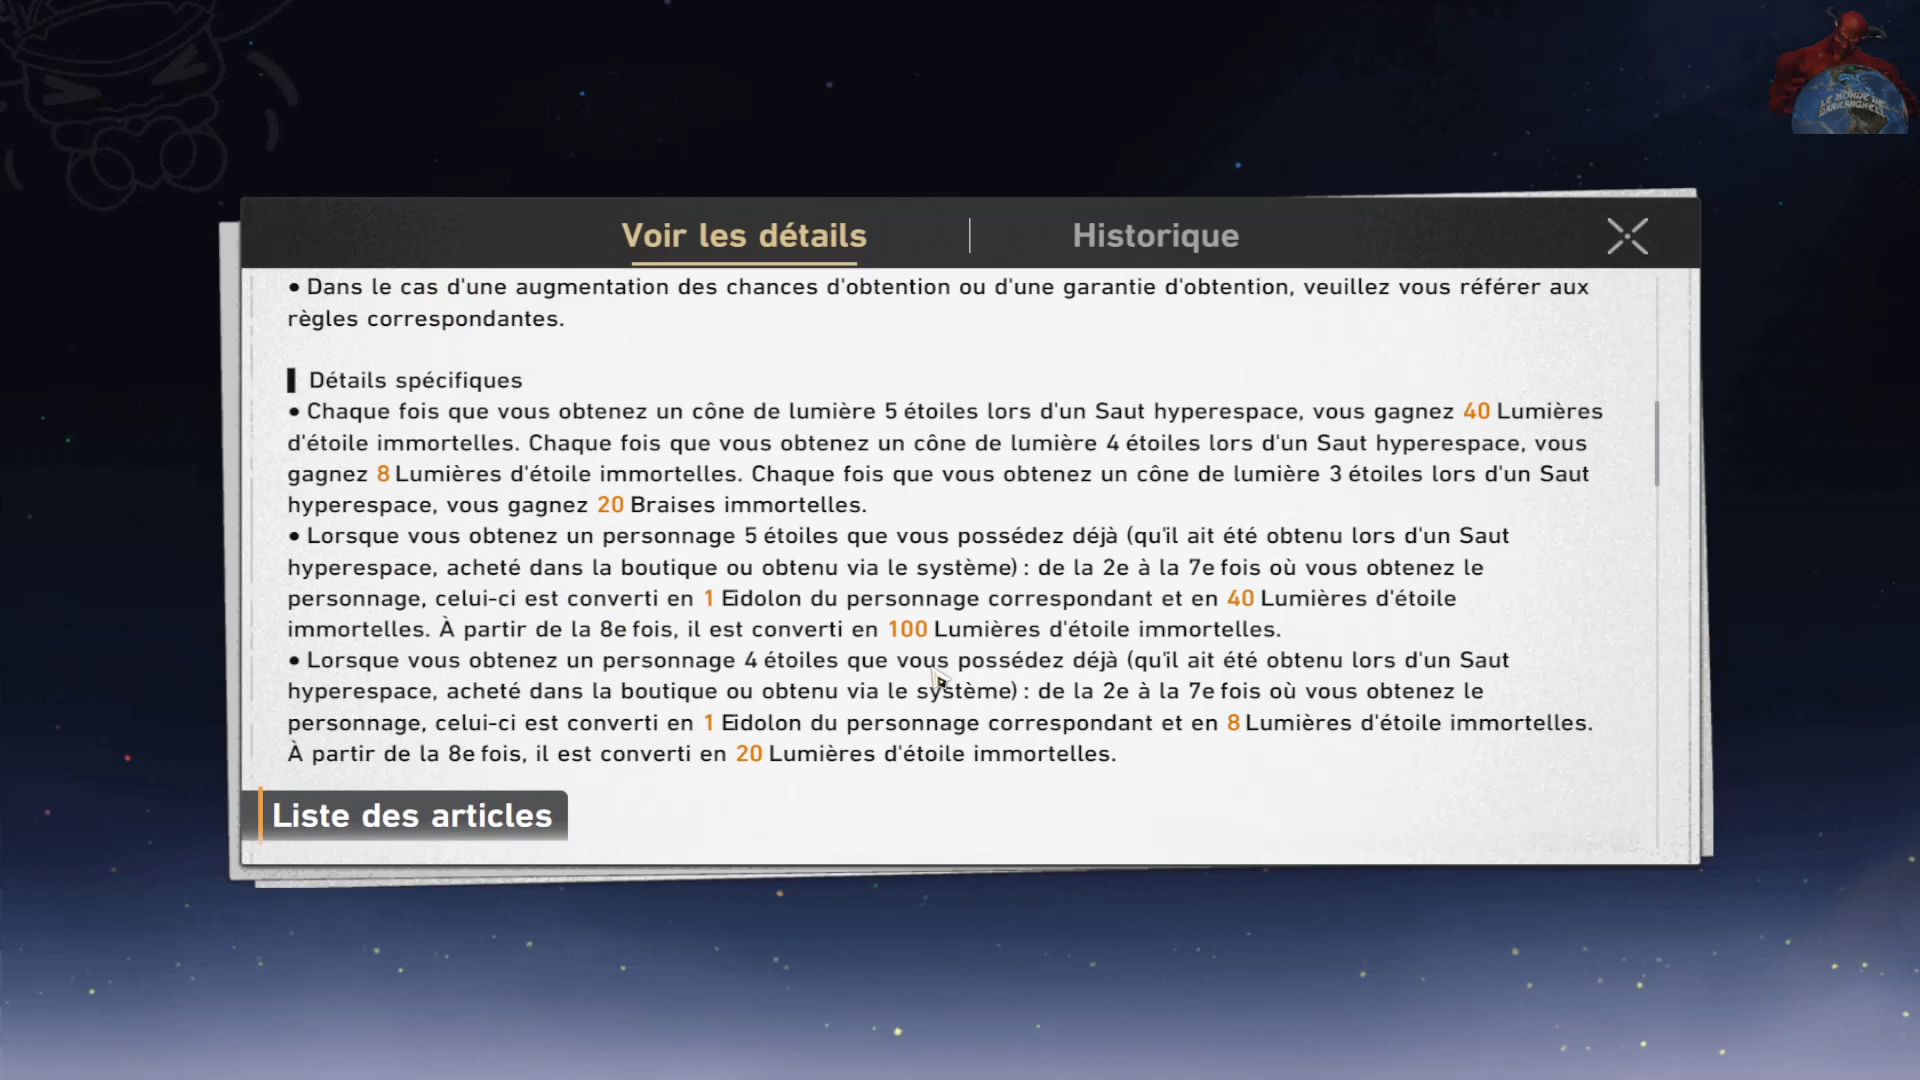 LE MONDE DE
DARKANGHELL
Voir les détails
Historique
• Dans le cas d'une augmentation des chances d'obtention ou d'une garantie d'obtention, veuillez vous référer aux
règles correspondantes.
Détails spécifiques
• Chaque fois que vous obtenez un cône de lumière 5 étoiles lors d'un Saut hyperespace, vous gagnez 40 Lumières
d'étoile immortelles. Chaque fois que vous obtenez un cône de lumière 4 étoiles lors d'un Saut hyperespace, vous
gagnez 8 Lumières d'étoile immortelles. Chaque fois que vous obtenez un cône de lumière 3 étoiles lors d'un Saut
hyperespace, vous gagnez 20 Braises immortelles.
• Lorsque vous obtenez un personnage 5 étoiles que vous possédez déjà (qu'il ait été obtenu lors d'un Saut
hyperespace, acheté dans la boutique ou obtenu via le système) : de la 2e à la 7e fois où vous obtenez le
personnage, celui-ci est converti en 1 Eidolon du personnage correspondant et en 40 Lumières d'étoile
immortelles. À partir de la 8e fois, il est converti en 100 Lumières d'étoile immortelles.
• Lorsque vous obtenez un personnage 4 étoiles que vous possédez déjà (qu'il ait été obtenu lors d'un Saut
hyperespace, acheté dans la boutique ou obtenu via le système) : de la 2e à la 7e fois où vous obtenez le
personnage, celui-ci est converti en 1 Eidolon du personnage correspondant et en 8 Lumières d'étoile immortelles.
À partir de la 8e fois, il est converti en 20 Lumières d'étoile immortelles.
Liste des articles